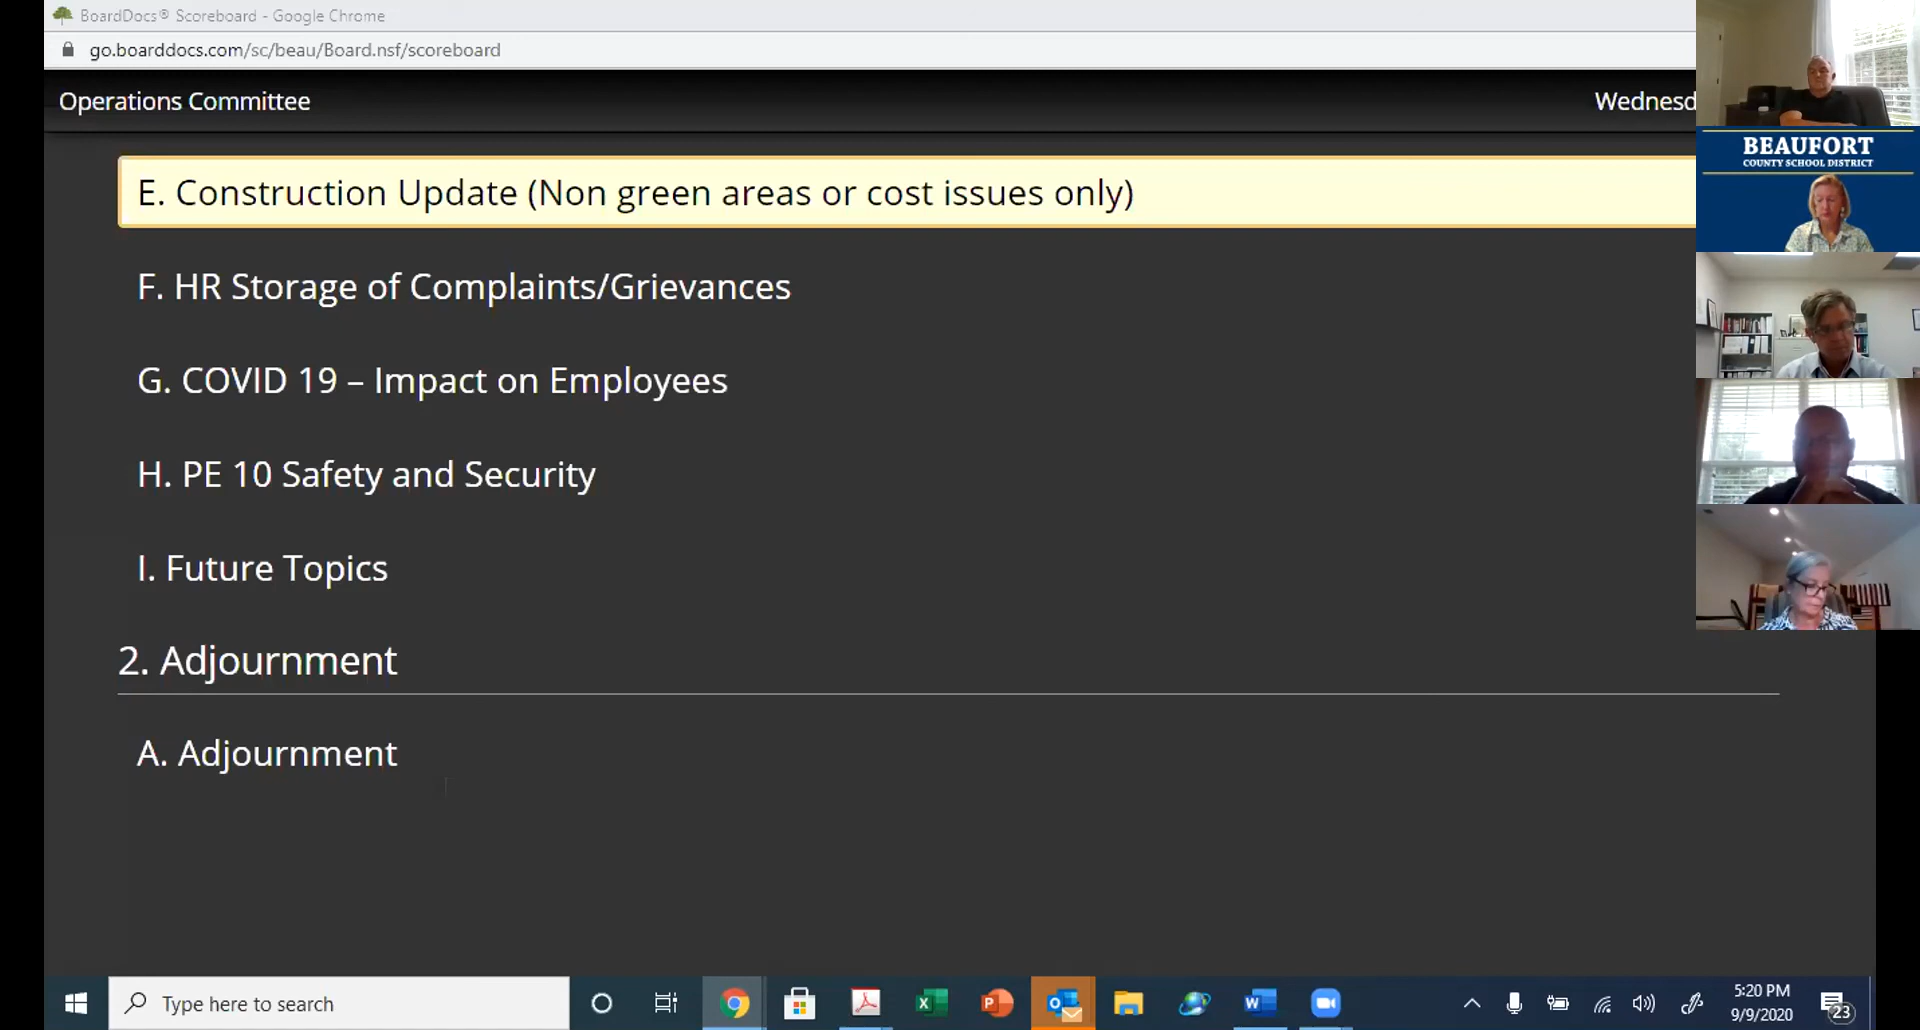 BoardDocs® Scoreboard - Google Chrome
go.boarddocs.com/sc/beau/Board.nsf/scoreboard
Operations Committee
Wednesd
BEAUFORT
COUNTY SCHOOL DISTRICT
E. Construction Update (Non green areas or cost issues only)
F. HR Storage of Complaints/Grievances
G. COVID 19 – Impact on Employees
H. PE 10 Safety and Security
I. Future Topics
2. Adjournment
A. Adjournment
Type here to search
5:20 PM
9/9/2020
23